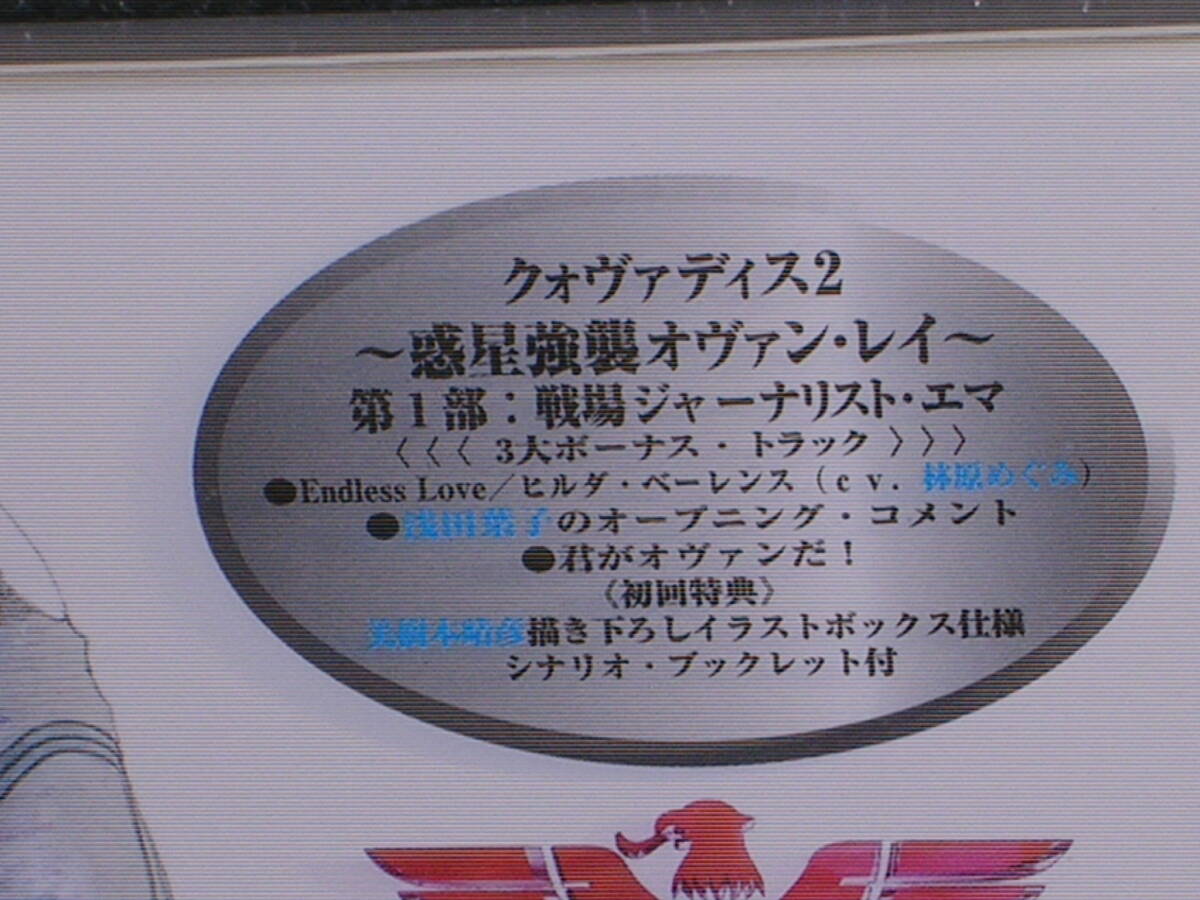 クォヴァディス2
～惑星強襲オヴァン・レイ～
第1部：戦場ジャーナリスト・エマ
〈〈〈 3大ボーナス・トラック 〉〉〉
●Endless Love／ヒルダ・ベーレンス（cv．林原めぐみ）
●浅田葉子のオープニング・コメント
●君がオヴァンだ！
《初回特典》
美樹本晴彦描き下ろしイラストボックス仕様
シナリオ・ブックレット付